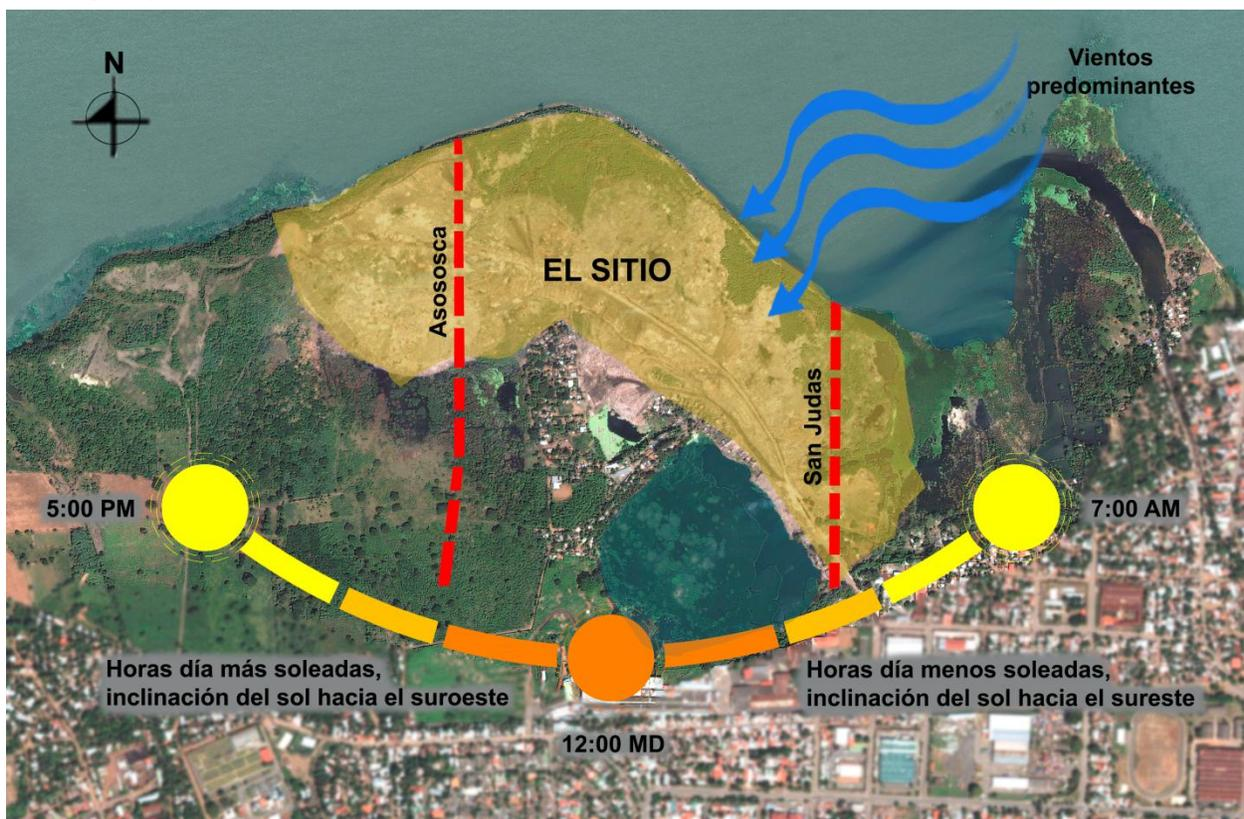 N
Vientos
predominantes
Asososca
EL SITIO
San Judas
5:00 PM
7:00 AM
Horas día más soleadas,
inclinación del sol hacia el suroeste
Horas día menos soleadas,
inclinación del sol hacia el sureste
12:00 MD